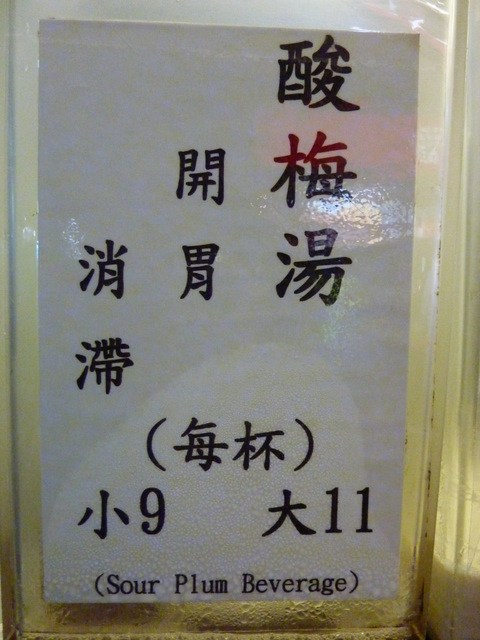 酸梅湯
開胃
消滯
(每杯)
小9 大11
(Sour Plum Beverage)